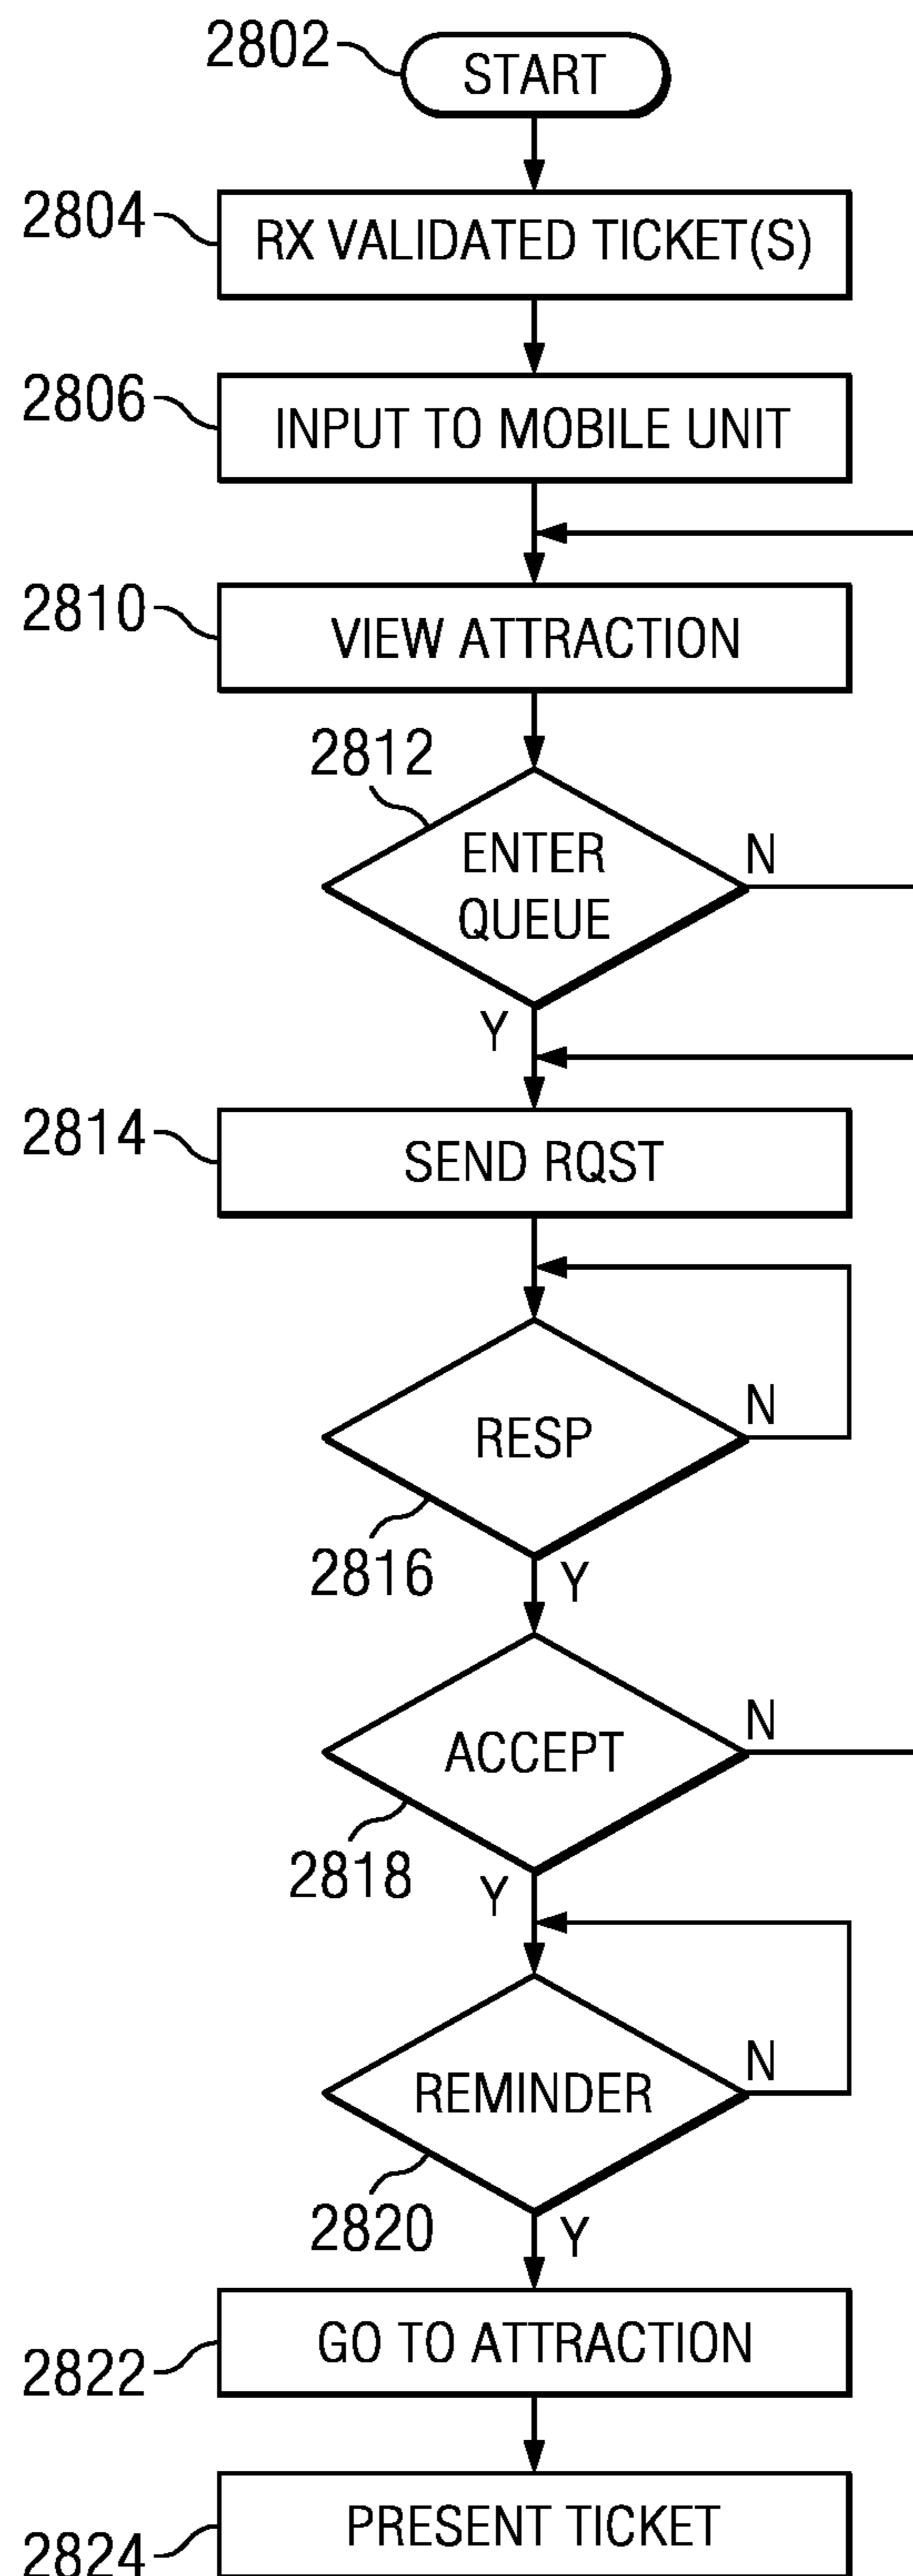 2802
START
2804
RX VALIDATED TICKET(S)
2806
INPUT TO MOBILE UNIT
2810
VIEW ATTRACTION
2812
ENTER
QUEUE
N
Y
2814
SEND RQST
RESP
N
2816
Y
ACCEPT
N
2818
Y
REMINDER
N
2820
Y
GO TO ATTRACTION
2822
PRESENT TICKET
2824